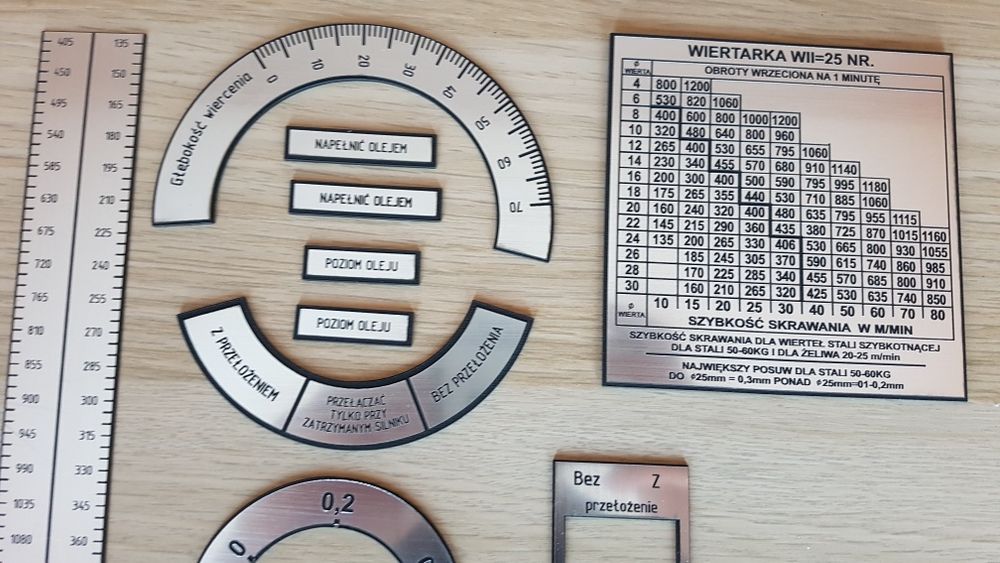 405 135
450 150
495 165
540 180
585 195
630 210
675 225
720 240
765 255
810 270
855 285
900 300
945 315
990 330
1035 345
1080 360
Głębokość wiercenia 0 10 20 30 40 50 60 70
NAPEŁNIĆ OLEJEM
NAPEŁNIĆ OLEJEM
POZIOM OLEJU
POZIOM OLEJU
Z PRZEŁOŻENIEM
PRZEŁĄCZAĆ
TYLKO PRZY
ZATRZYMANYM SILNIKU
BEZ PRZEŁOŻENIA
0 0,2
WIERTARKA WII=25 NR.
Ø WIERTA
OBROTY WRZECIONA NA 1 MINUTĘ
4 800 1200
6 530 820 1060
8 400 600 800 1000 1200
10 320 480 640 800 960
12 265 400 530 655 795 1060
14 230 340 455 570 680 910 1140
16 200 300 400 500 590 795 995 1180
18 175 265 355 440 530 710 885 1060
20 160 240 320 400 480 635 795 955 1115
22 145 215 290 360 435 380 725 870 1015 1160
24 135 200 265 330 406 530 665 800 930 1055
26 185 245 305 370 590 615 740 860 985
28 170 225 285 340 455 570 685 800 910
30 160 210 265 320 425 530 635 740 850
Ø WIERTA 10 15 20 25 30 40 50 60 70 80
SZYBKOŚĆ SKRAWANIA W M/MIN
SZYBKOŚĆ SKRAWANIA DLA WIERTEŁ STALI SZYBKOTNĄCEJ
DLA STALI 50-60KG I DLA ŻELIWA 20-25 m/min
NAJWIĘKSZY POSUW DLA STALI 50-60KG
DO ¢25mm = 0,3mm PONAD ¢25mm=01-0,2mm
Bez Z
przełożenie